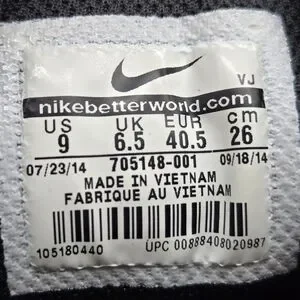 VJ
nikebetterworld.com
US UK EUR cm
9 6.5 40.5 26
07/23/14 705148-001 09/18/14
MADE IN VIETNAM
FABRIQUE AU VIETNAM
105180440 UPC 00888408020987